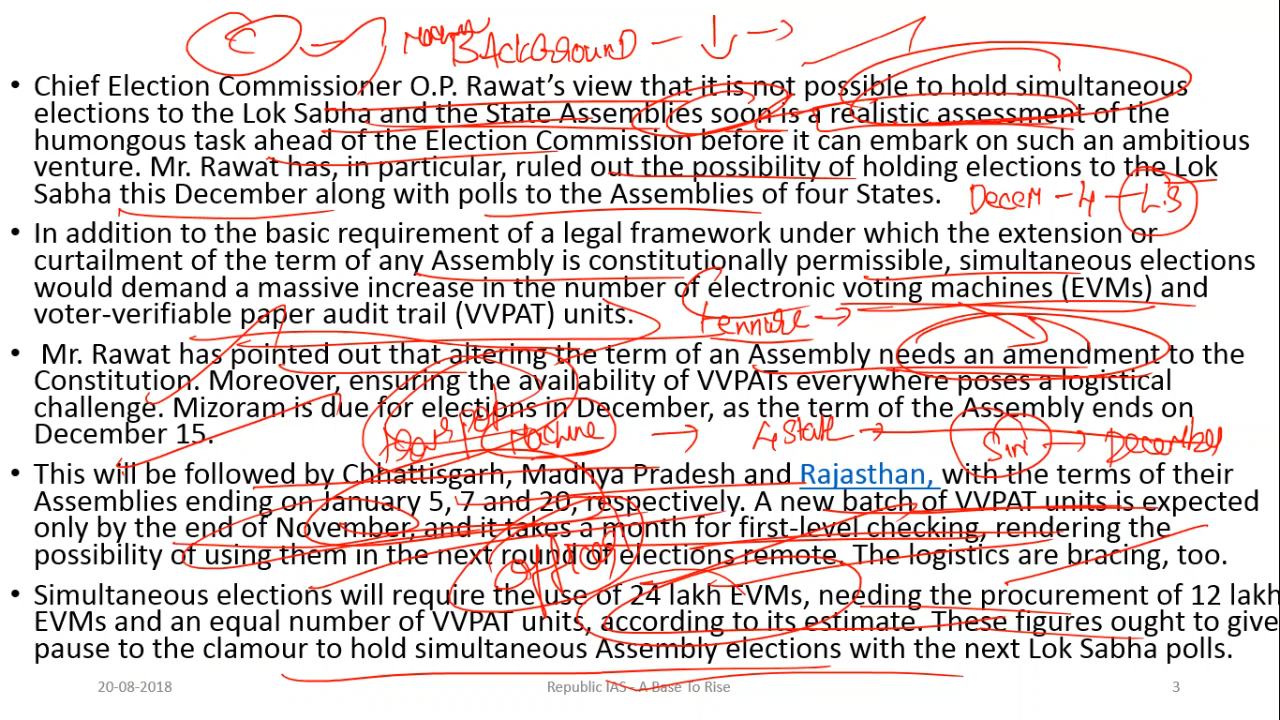 BACKGROUND
• Chief Election Commissioner O.P. Rawat’s view that it is not possible to hold simultaneous
elections to the Lok Sabha and the State Assemblies soon is a realistic assessment of the
humongous task ahead of the Election Commission before it can embark on such an ambitious
venture. Mr. Rawat has, in particular, ruled out the possibility of holding elections to the Lok
Sabha this December along with polls to the Assemblies of four States.
Decem - 4 - L.S
• In addition to the basic requirement of a legal framework under which the extension or
curtailment of the term of any Assembly is constitutionally permissible, simultaneous elections
would demand a massive increase in the number of electronic voting machines (EVMs) and
voter-verifiable paper audit trail (VVPAT) units.
• Mr. Rawat has pointed out that altering the term of an Assembly needs an amendment to the
Constitution. Moreover, ensuring the availability of VVPATs everywhere poses a logistical
challenge. Mizoram is due for elections in December, as the term of the Assembly ends on
December 15.
Machine → 4 State → → December
• This will be followed by Chhattisgarh, Madhya Pradesh and Rajasthan, with the terms of their
Assemblies ending on January 5, 7 and 20, respectively. A new batch of VVPAT units is expected
only by the end of November, and it takes a month for first-level checking, rendering the
possibility of using them in the next round of elections remote. The logistics are bracing, too.
• Simultaneous elections will require the use of 24 lakh EVMs, needing the procurement of 12 lakh
EVMs and an equal number of VVPAT units, according to its estimate. These figures ought to give
pause to the clamour to hold simultaneous Assembly elections with the next Lok Sabha polls.
20-08-2018
Republic IAS - A Base To Rise
3